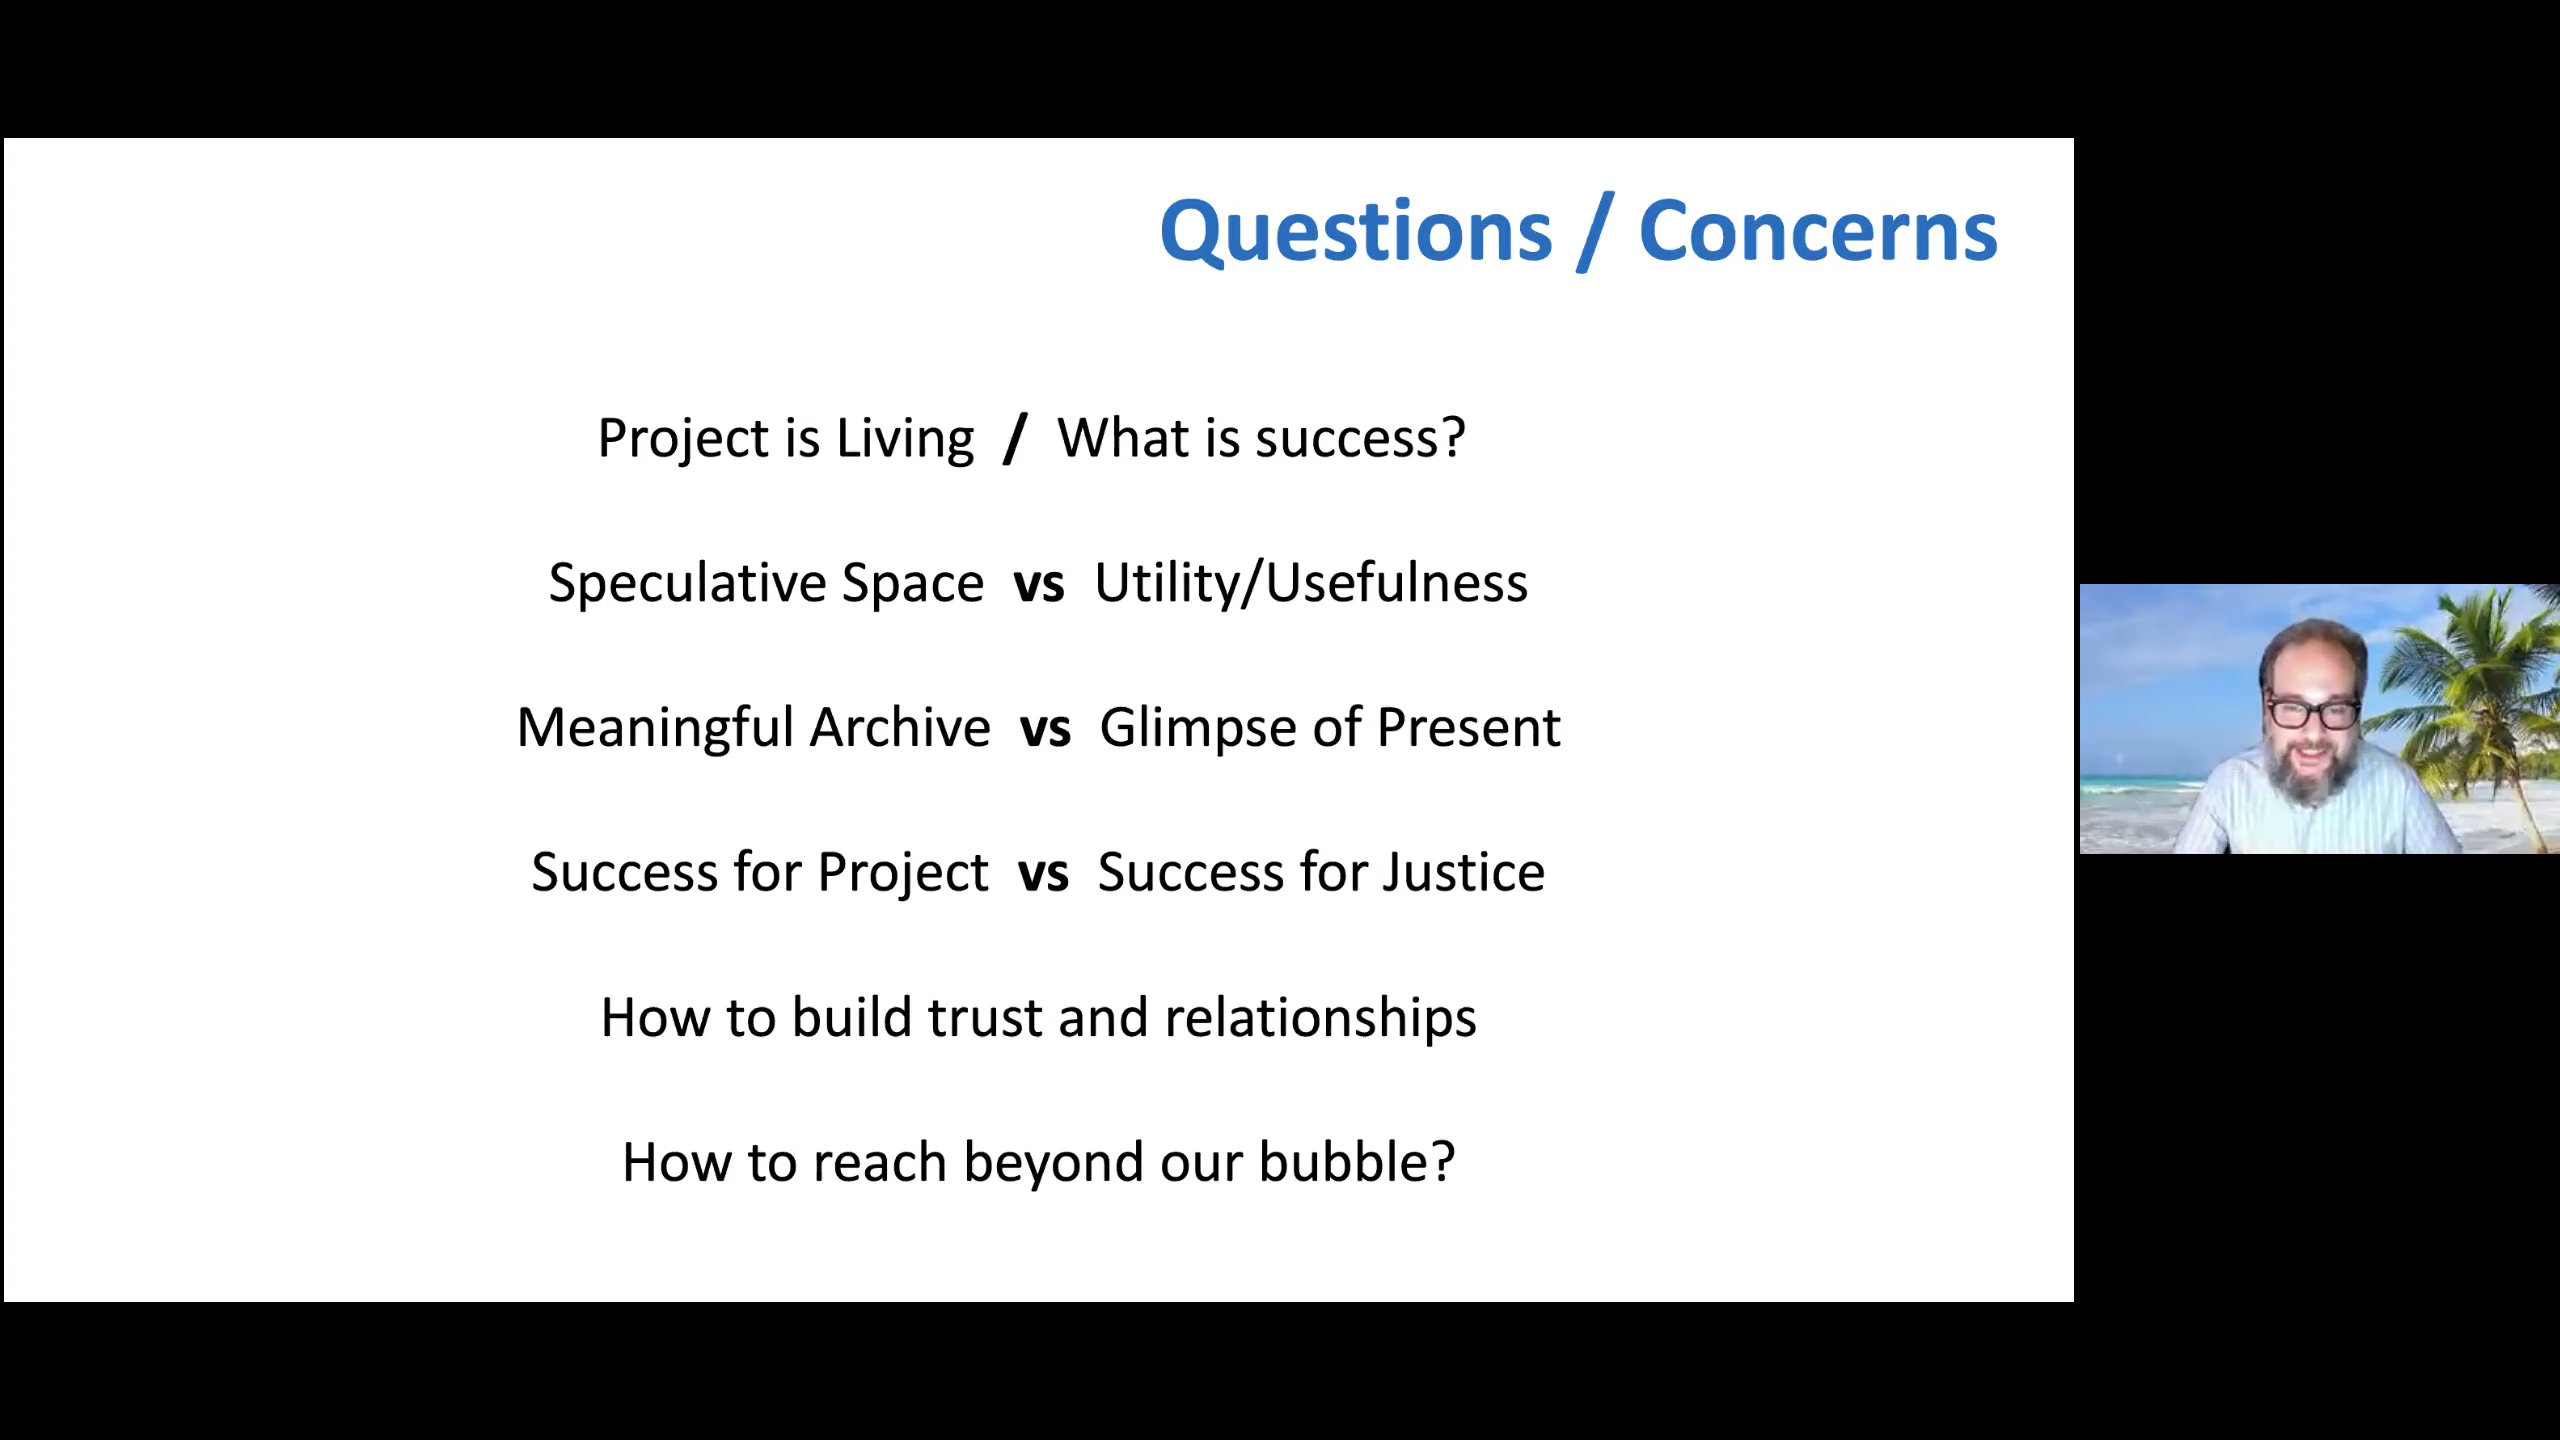 Questions / Concerns
Project is Living / What is success?
Speculative Space vs Utility/Usefulness
Meaningful Archive vs Glimpse of Present
Success for Project vs Success for Justice
How to build trust and relationships
How to reach beyond our bubble?